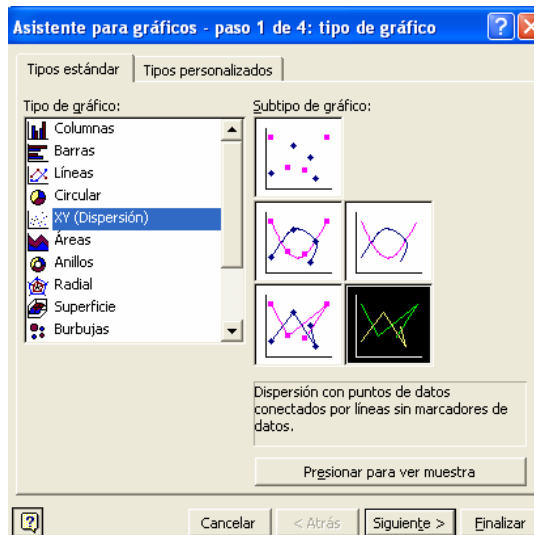 Asistente para gráficos - paso 1 de 4: tipo de gráfico
Tipos estándar
Tipos personalizados
Tipo de gráfico:
Columnas
Barras
Líneas
Circular
XY (Dispersión)
Áreas
Anillos
Radial
Superficie
Burbujas
Subtipo de gráfico:
Dispersión con puntos de datos
conectados por líneas sin marcadores de
datos.
Presionar para ver muestra
Cancelar
< Atrás
Siguiente >
Finalizar